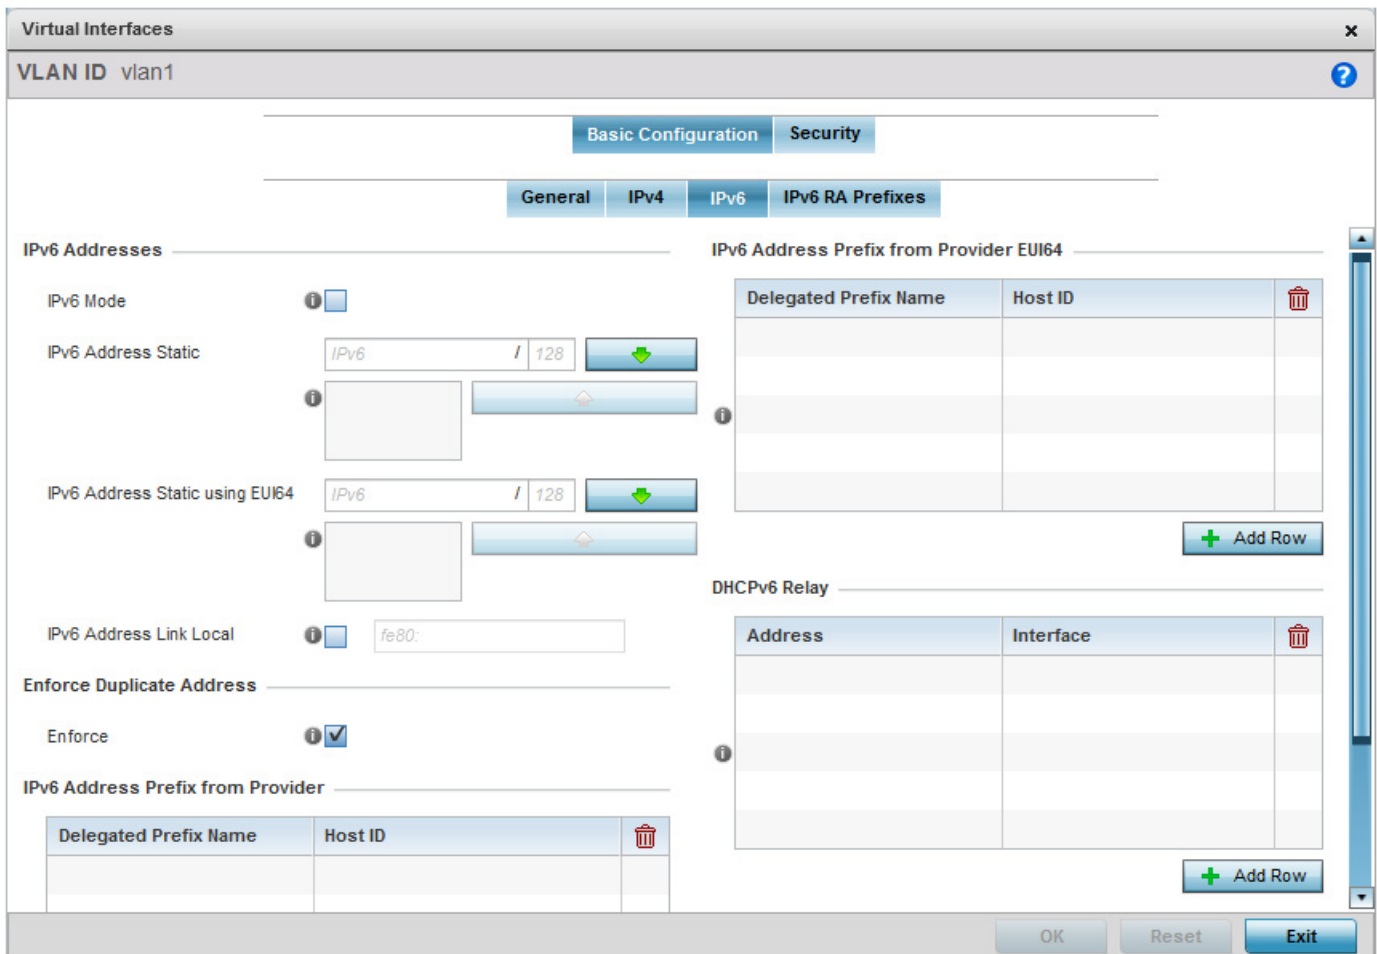 Virtual Interfaces
VLAN ID vlan1
Basic Configuration Security
General IPv4 IPv6 IPv6 RA Prefixes
IPv6 Addresses
IPv6 Mode
IPv6 Address Static IPv6 / 128
IPv6 Address Static using EUI64 IPv6 / 128
IPv6 Address Link Local fe80:
Enforce Duplicate Address
Enforce
IPv6 Address Prefix from Provider
Delegated Prefix Name Host ID
IPv6 Address Prefix from Provider EUI64
Delegated Prefix Name Host ID
Add Row
DHCPv6 Relay
Address Interface
Add Row
OK Reset Exit